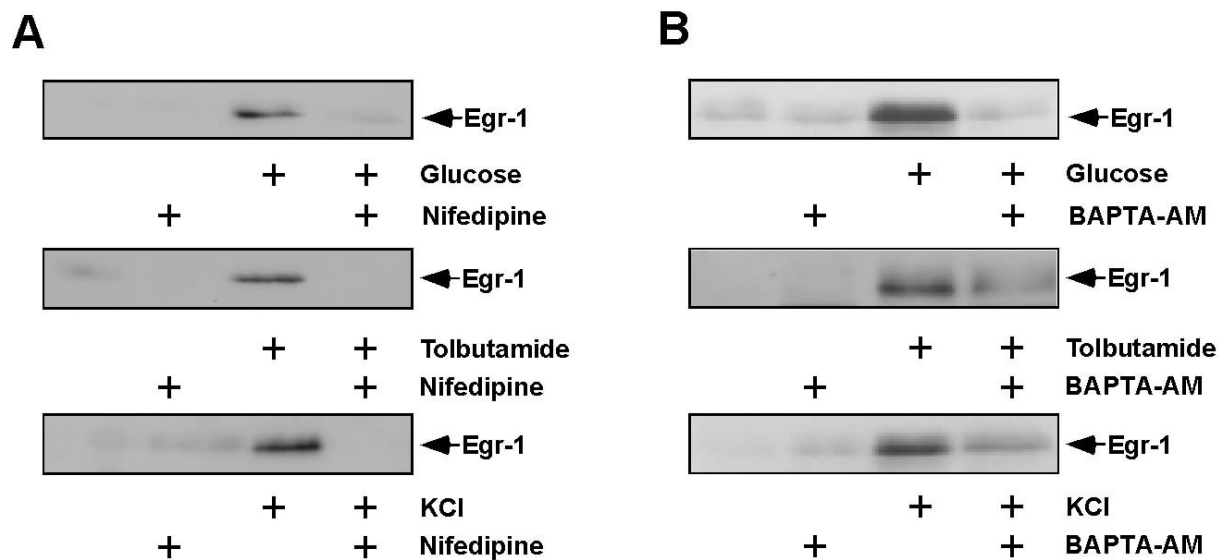 A
Egr-1
+ + Glucose
+ + Nifedipine
Egr-1
+ + Tolbutamide
+ + Nifedipine
Egr-1
+ + KCl
+ + Nifedipine
B
Egr-1
+ + Glucose
+ + BAPTA-AM
Egr-1
+ + Tolbutamide
+ + BAPTA-AM
Egr-1
+ + KCl
+ + BAPTA-AM